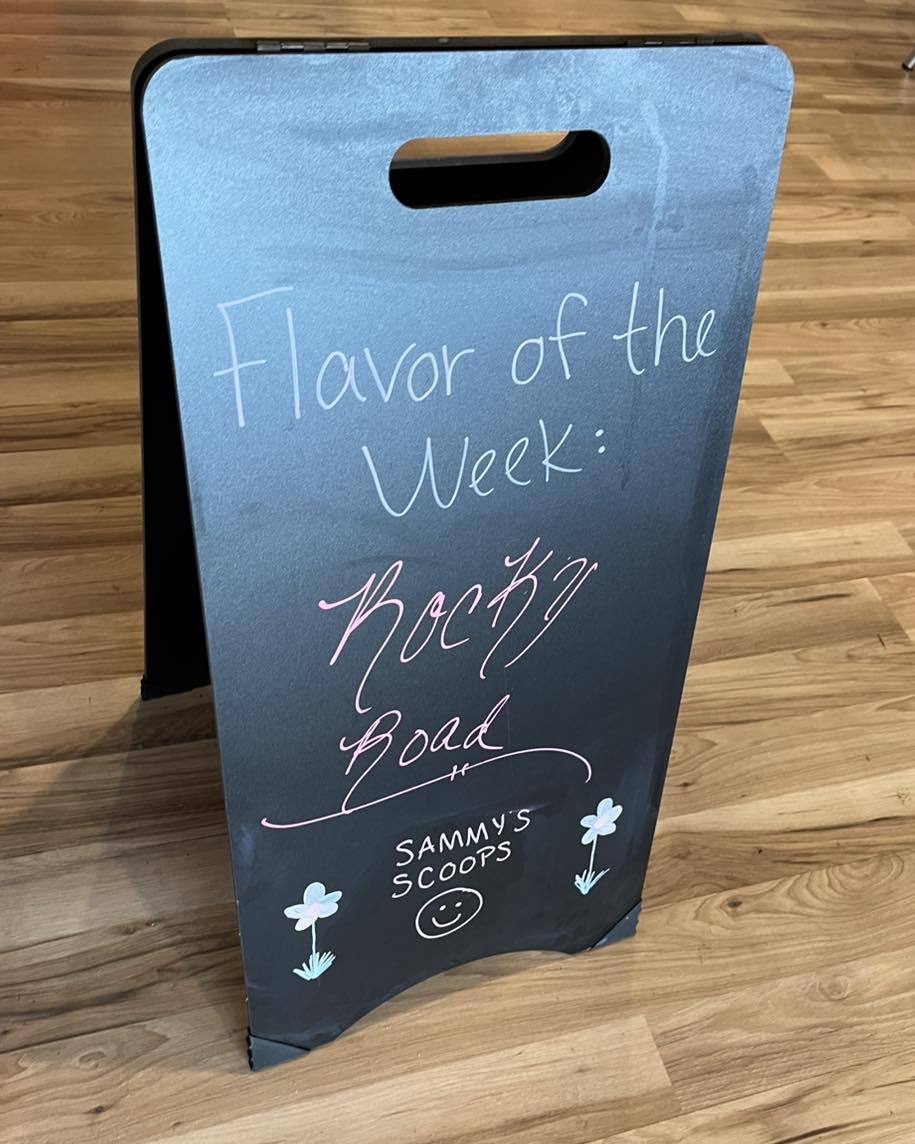 Flavor of the
Week:
Rocky
Road
SAMMY'S
SCOOPS